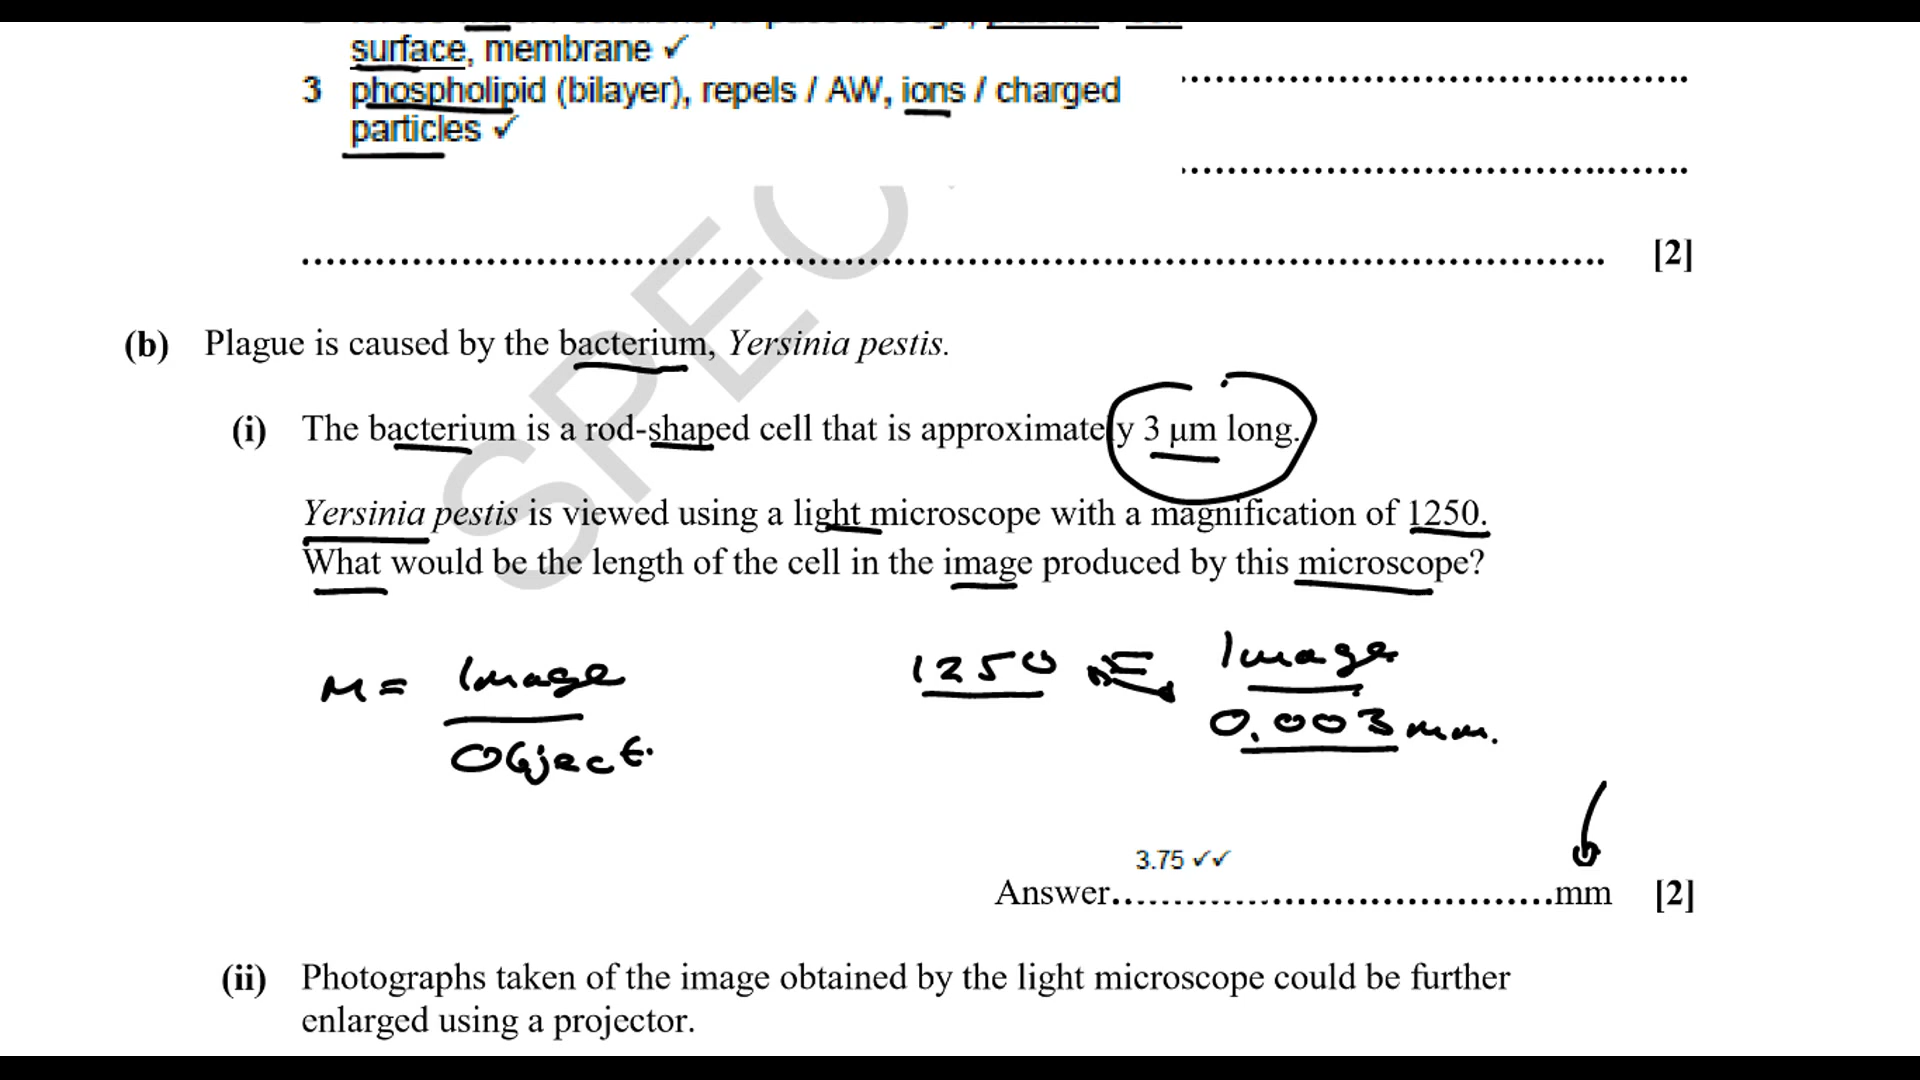 surface, membrane ✓
3 phospholipid (bilayer), repels / AW, ions / charged
particles ✓
[2]
(b) Plague is caused by the bacterium, Yersinia pestis.
(i) The bacterium is a rod-shaped cell that is approximately 3 μm long.
Yersinia pestis is viewed using a light microscope with a magnification of 1250.
What would be the length of the cell in the image produced by this microscope?
M = Image
Object.
1250 = Image
0.003 mm.
3.75 ✓✓
Answer mm [2]
(ii) Photographs taken of the image obtained by the light microscope could be further
enlarged using a projector.
SPEC